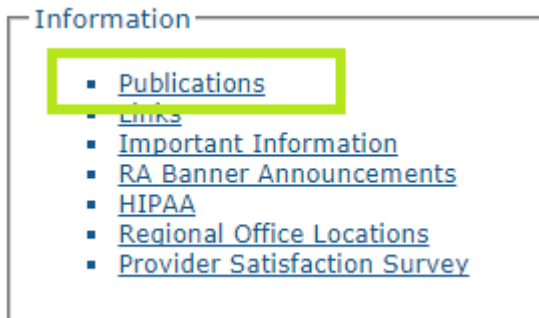 Information
Publications
Links
Important Information
RA Banner Announcements
HIPAA
Regional Office Locations
Provider Satisfaction Survey